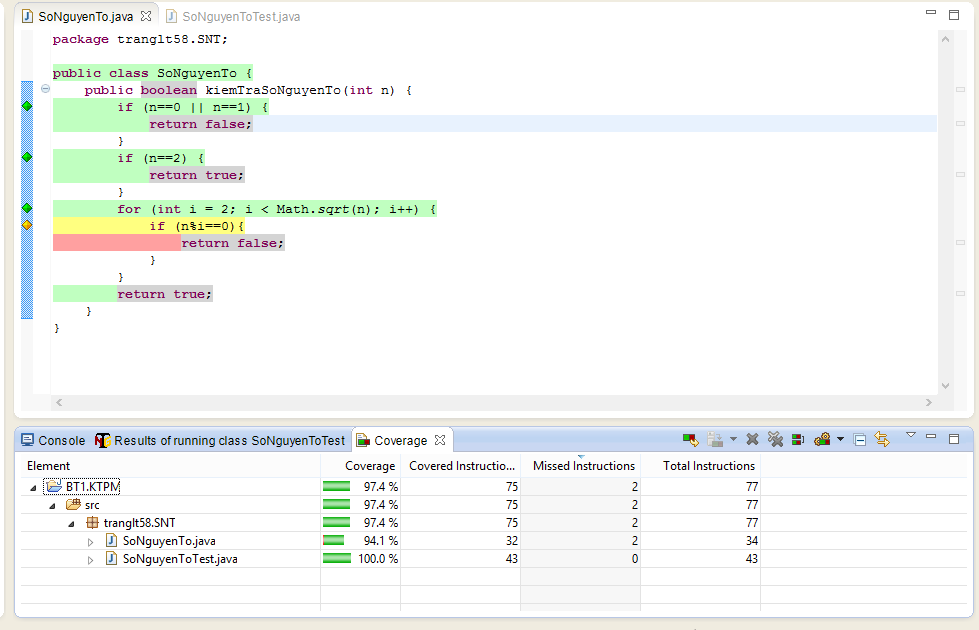 SoNguyenTo.java SoNguyenToTest.java
package tranglt58.SNT;
public class SoNguyenTo {
public boolean kiemTraSoNguyenTo(int n) {
if (n==0 || n==1) {
return false;
}
if (n==2) {
return true;
}
for (int i = 2; i < Math.sqrt(n); i++) {
if (n%i==0){
return false;
}
}
return true;
}
}
Console Results of running class SoNguyenToTest Coverage
Element Coverage Covered Instructio... Missed Instructions Total Instructions
BT1.KTPM 97.4 % 75 2 77
src 97.4 % 75 2 77
tranglt58.SNT 97.4 % 75 2 77
SoNguyenTo.java 94.1 % 32 2 34
SoNguyenToTest.java 100.0 % 43 0 43